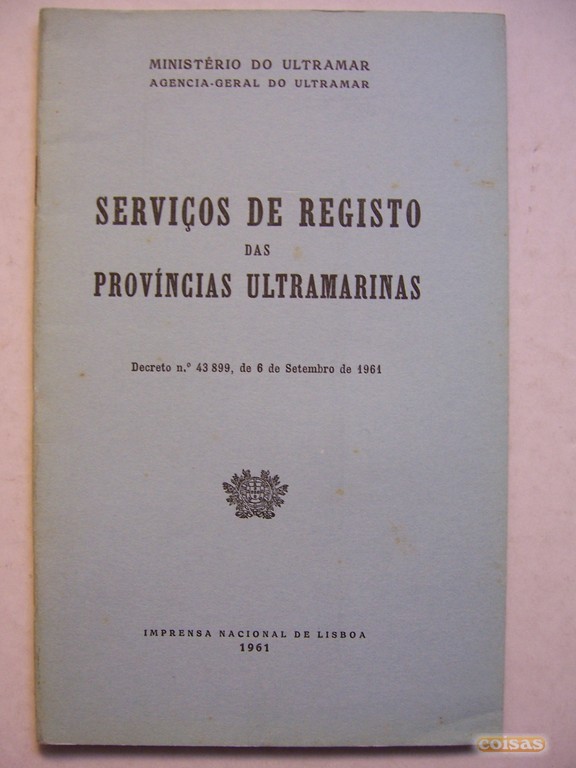 MINISTÉRIO DO ULTRAMAR
AGENCIA-GERAL DO ULTRAMAR
SERVIÇOS DE REGISTO
DAS
PROVÍNCIAS ULTRAMARINAS
Decreto n.º 43 899, de 6 de Setembro de 1961
IMPRENSA NACIONAL DE LISBOA
1961
coisas